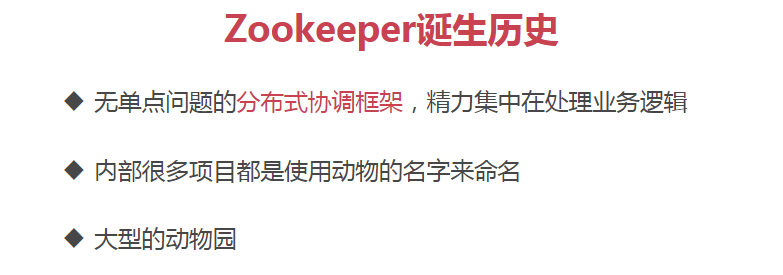 Zookeeper诞生历史
◆ 无单点问题的分布式协调框架，精力集中在处理业务逻辑
◆ 内部很多项目都是使用动物的名字来命名
◆ 大型的动物园